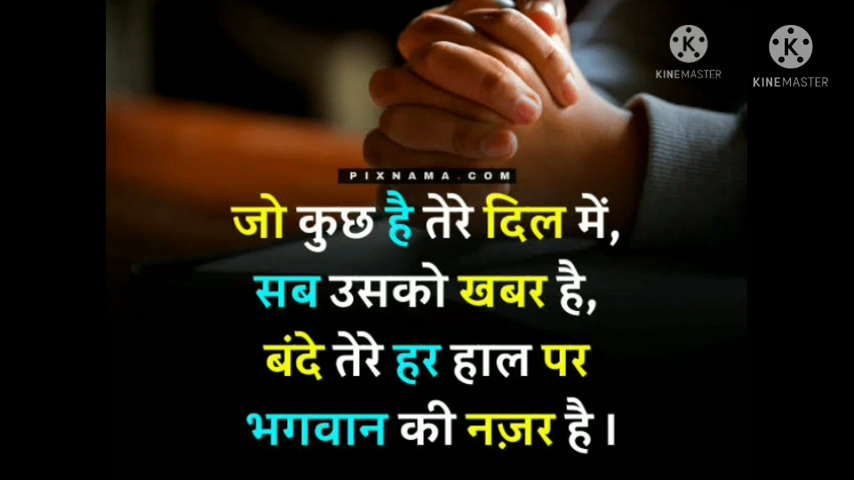 KINEMASTER
KINEMASTER
PIXNAMA.COM
जो कुछ है तेरे दिल में,
सब उसको खबर है,
बंदे तेरे हर हाल पर
भगवान की नज़र है।